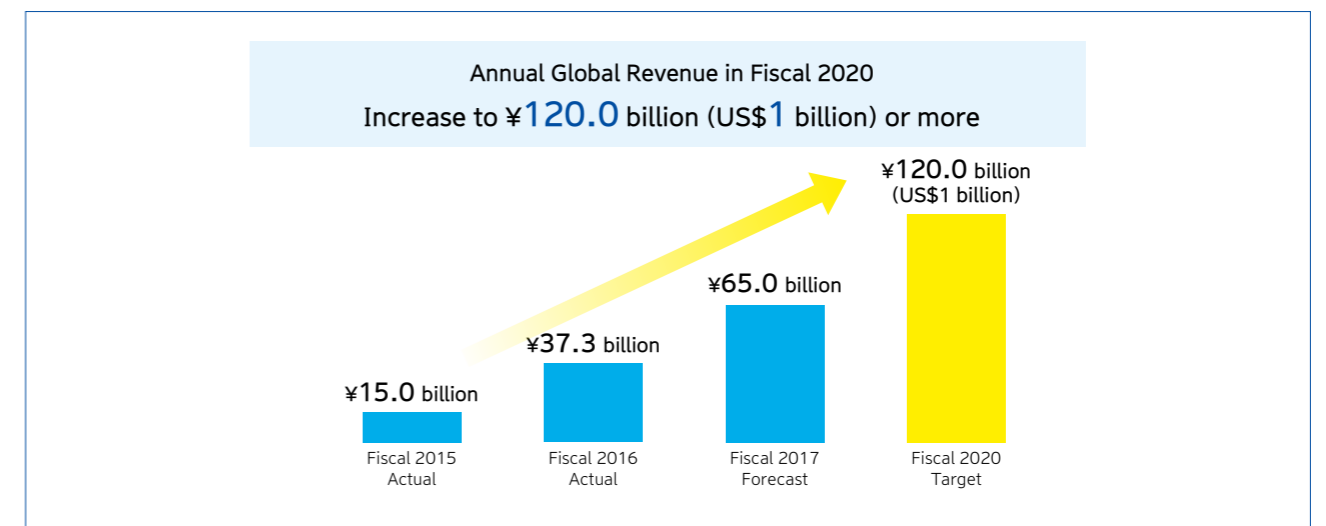 Annual Global Revenue in Fiscal 2020
Increase to ¥120.0 billion (US$1 billion) or more
¥120.0 billion
(US$1 billion)
¥65.0 billion
¥37.3 billion
¥15.0 billion
Fiscal 2015
Actual
Fiscal 2016
Actual
Fiscal 2017
Forecast
Fiscal 2020
Target